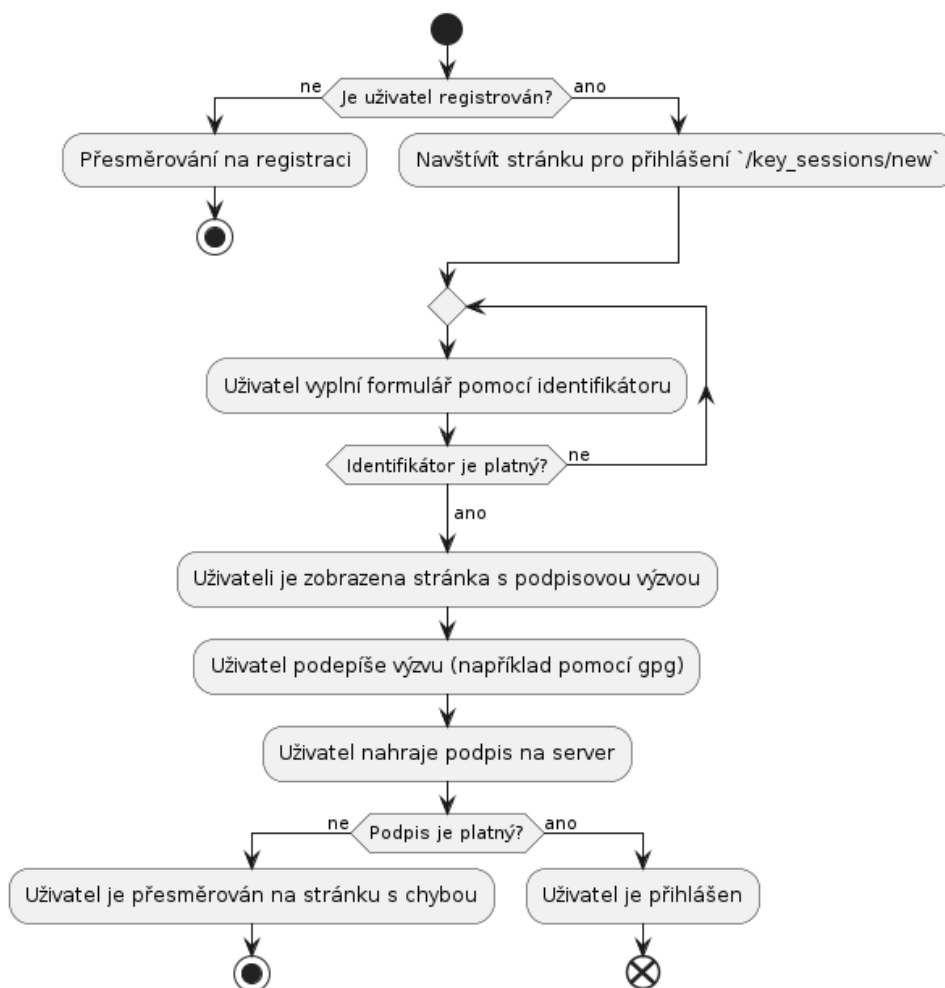 Je uživatel registrován?
ne
ano
Přesměrování na registraci
Navštívít stránku pro přihlášení `/key_sessions/new`
Uživatel vyplní formulář pomocí identifikátoru
Identifikátor je platný?
ne
ano
Uživateli je zobrazena stránka s podpisovou výzvou
Uživatel podepíše výzvu (například pomocí gpg)
Uživatel nahraje podpis na server
Podpis je platný?
ne
ano
Uživatel je přesměrován na stránku s chybou
Uživatel je přihlášen